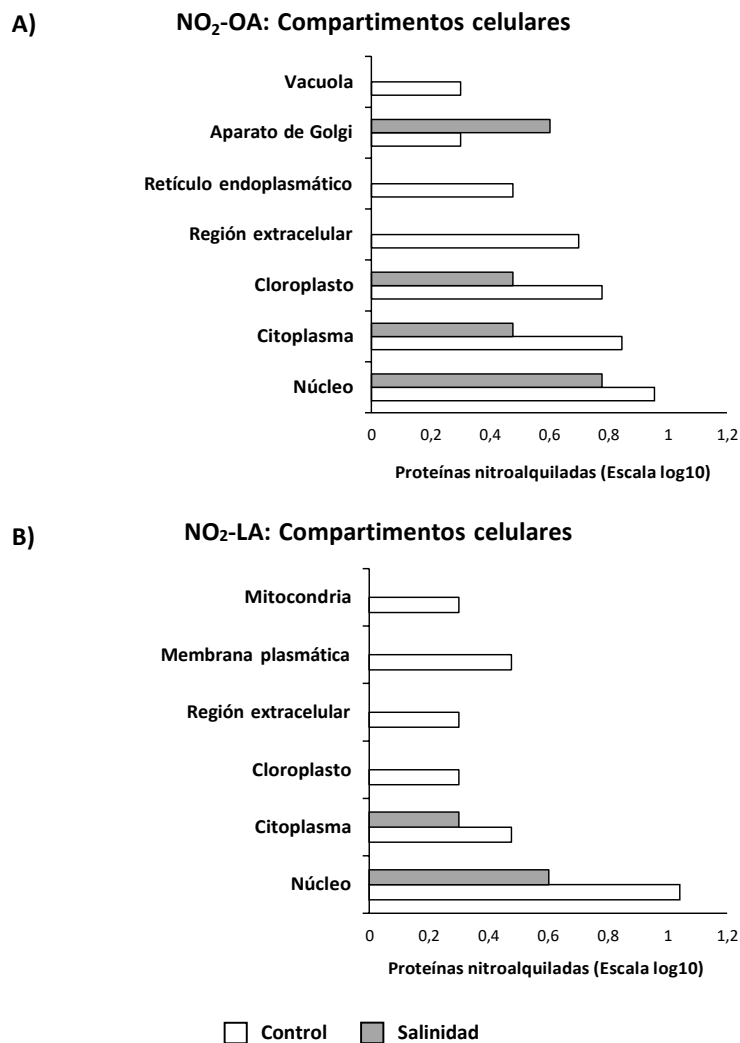 A)
NO₂-OA: Compartimentos celulares
Vacuola
Aparato de Golgi
Retículo endoplasmático
Región extracelular
Cloroplasto
Citoplasma
Núcleo
0 0,2 0,4 0,6 0,8 1 1,2
Proteínas nitroalquiladas (Escala log10)
B)
NO₂-LA: Compartimentos celulares
Mitocondria
Membrana plasmática
Región extracelular
Cloroplasto
Citoplasma
Núcleo
0 0,2 0,4 0,6 0,8 1 1,2
Proteínas nitroalquiladas (Escala log10)
Control Salinidad